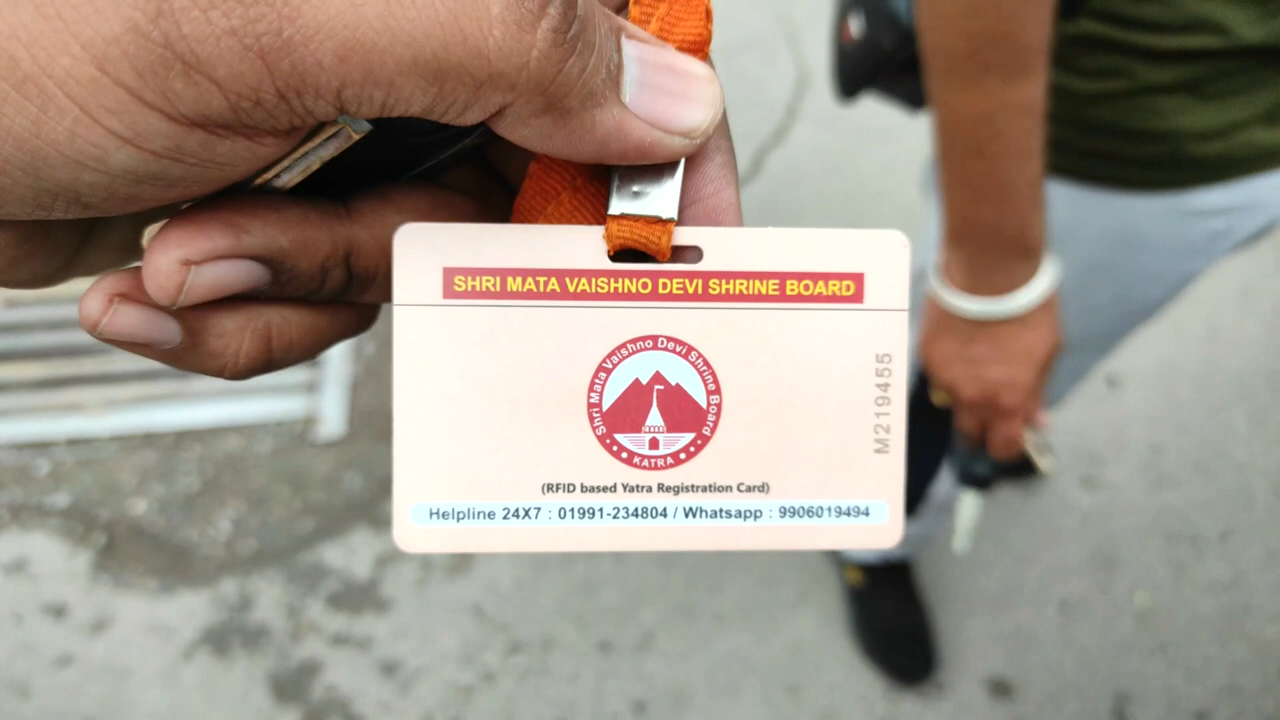 SHRI MATA VAISHNO DEVI SHRINE BOARD
Shri Mata Vaishno Devi Shrine Board
KATRA
M219455
(RFID based Yatra Registration Card)
Helpline 24X7 : 01991-234804 / Whatsapp : 9906019494